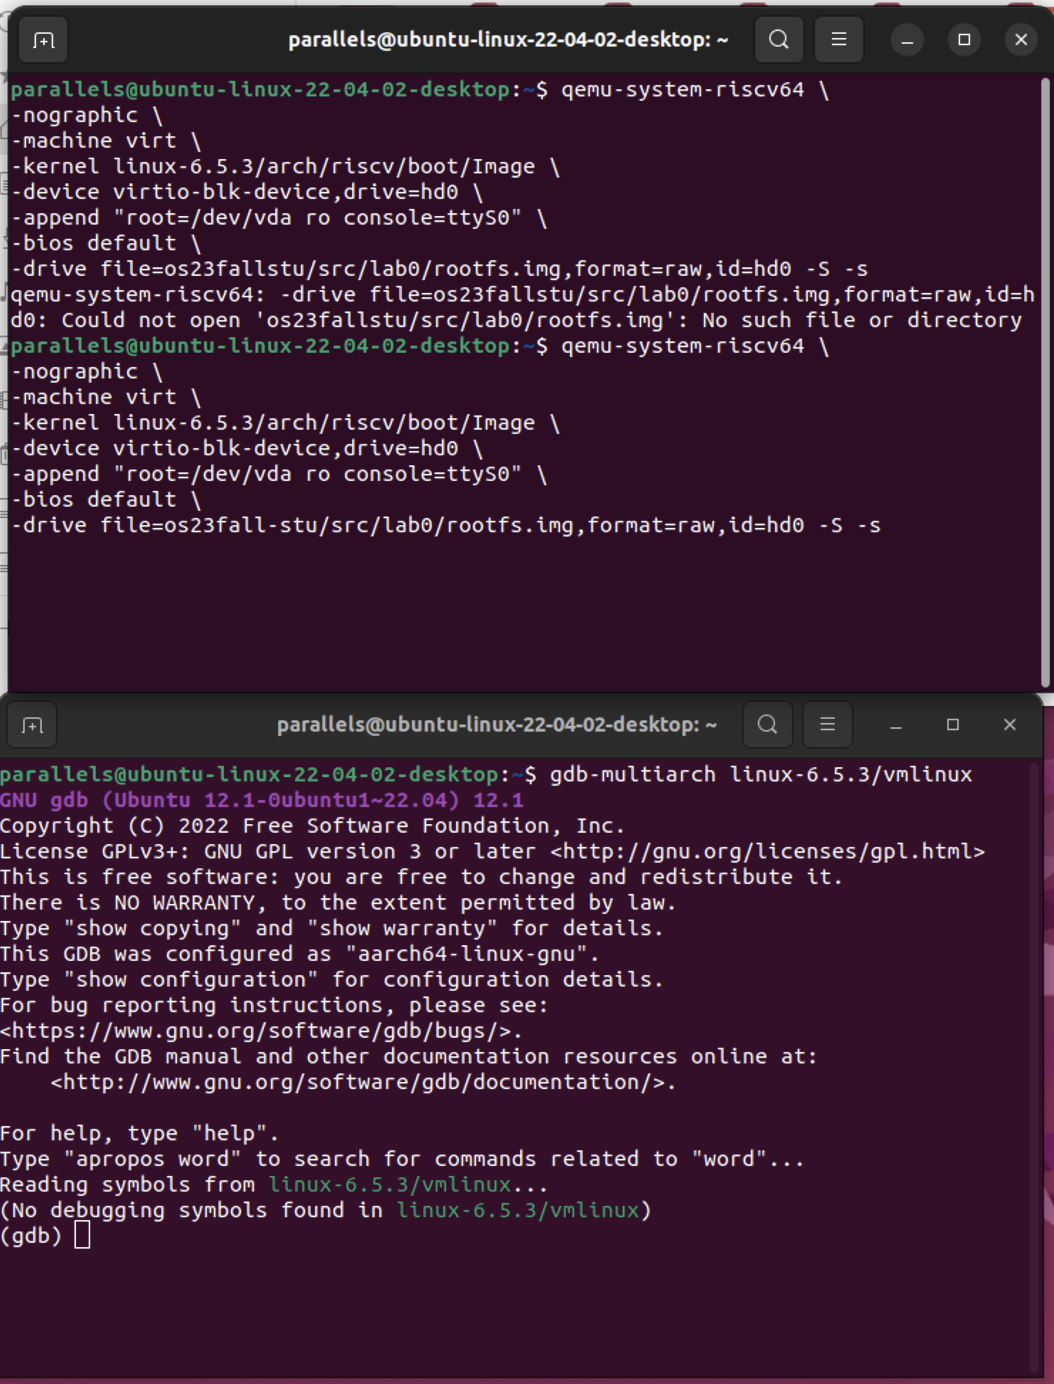 parallels@ubuntu-linux-22-04-02-desktop: ~
parallels@ubuntu-linux-22-04-02-desktop:~$ qemu-system-riscv64 \
-nographic \
-machine virt \
-kernel linux-6.5.3/arch/riscv/boot/Image \
-device virtio-blk-device,drive=hd0 \
-append "root=/dev/vda ro console=ttyS0" \
-bios default \
-drive file=os23fallstu/src/lab0/rootfs.img,format=raw,id=hd0 -S -s
qemu-system-riscv64: -drive file=os23fallstu/src/lab0/rootfs.img,format=raw,id=h
d0: Could not open 'os23fallstu/src/lab0/rootfs.img': No such file or directory
parallels@ubuntu-linux-22-04-02-desktop:~$ qemu-system-riscv64 \
-nographic \
-machine virt \
-kernel linux-6.5.3/arch/riscv/boot/Image \
-device virtio-blk-device,drive=hd0 \
-append "root=/dev/vda ro console=ttyS0" \
-bios default \
-drive file=os23fall-stu/src/lab0/rootfs.img,format=raw,id=hd0 -S -s
parallels@ubuntu-linux-22-04-02-desktop: ~
parallels@ubuntu-linux-22-04-02-desktop:~$ gdb-multiarch linux-6.5.3/vmlinux
GNU gdb (Ubuntu 12.1-0ubuntu1~22.04) 12.1
Copyright (C) 2022 Free Software Foundation, Inc.
License GPLv3+: GNU GPL version 3 or later <http://gnu.org/licenses/gpl.html>
This is free software: you are free to change and redistribute it.
There is NO WARRANTY, to the extent permitted by law.
Type "show copying" and "show warranty" for details.
This GDB was configured as "aarch64-linux-gnu".
Type "show configuration" for configuration details.
For bug reporting instructions, please see:
<https://www.gnu.org/software/gdb/bugs/>.
Find the GDB manual and other documentation resources online at:
    <http://www.gnu.org/software/gdb/documentation/>.

For help, type "help".
Type "apropos word" to search for commands related to "word"...
Reading symbols from linux-6.5.3/vmlinux...
(No debugging symbols found in linux-6.5.3/vmlinux)
(gdb)